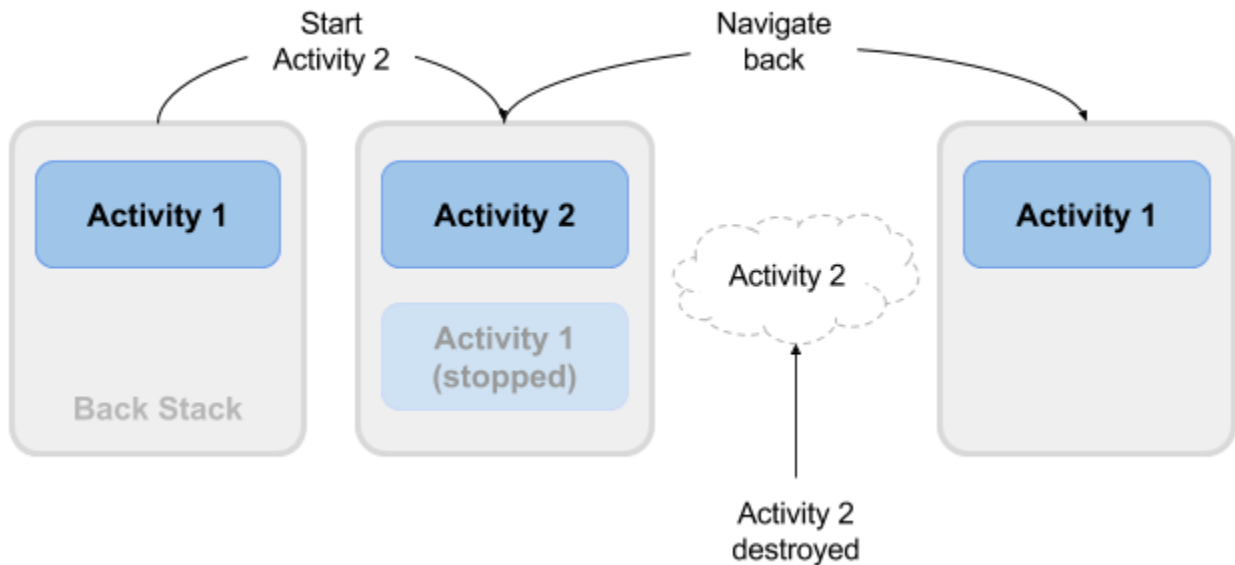 Start
Activity 2
Navigate
back
Activity 1
Back Stack
Activity 2
Activity 1
(stopped)
Activity 2
Activity 2
destroyed
Activity 1